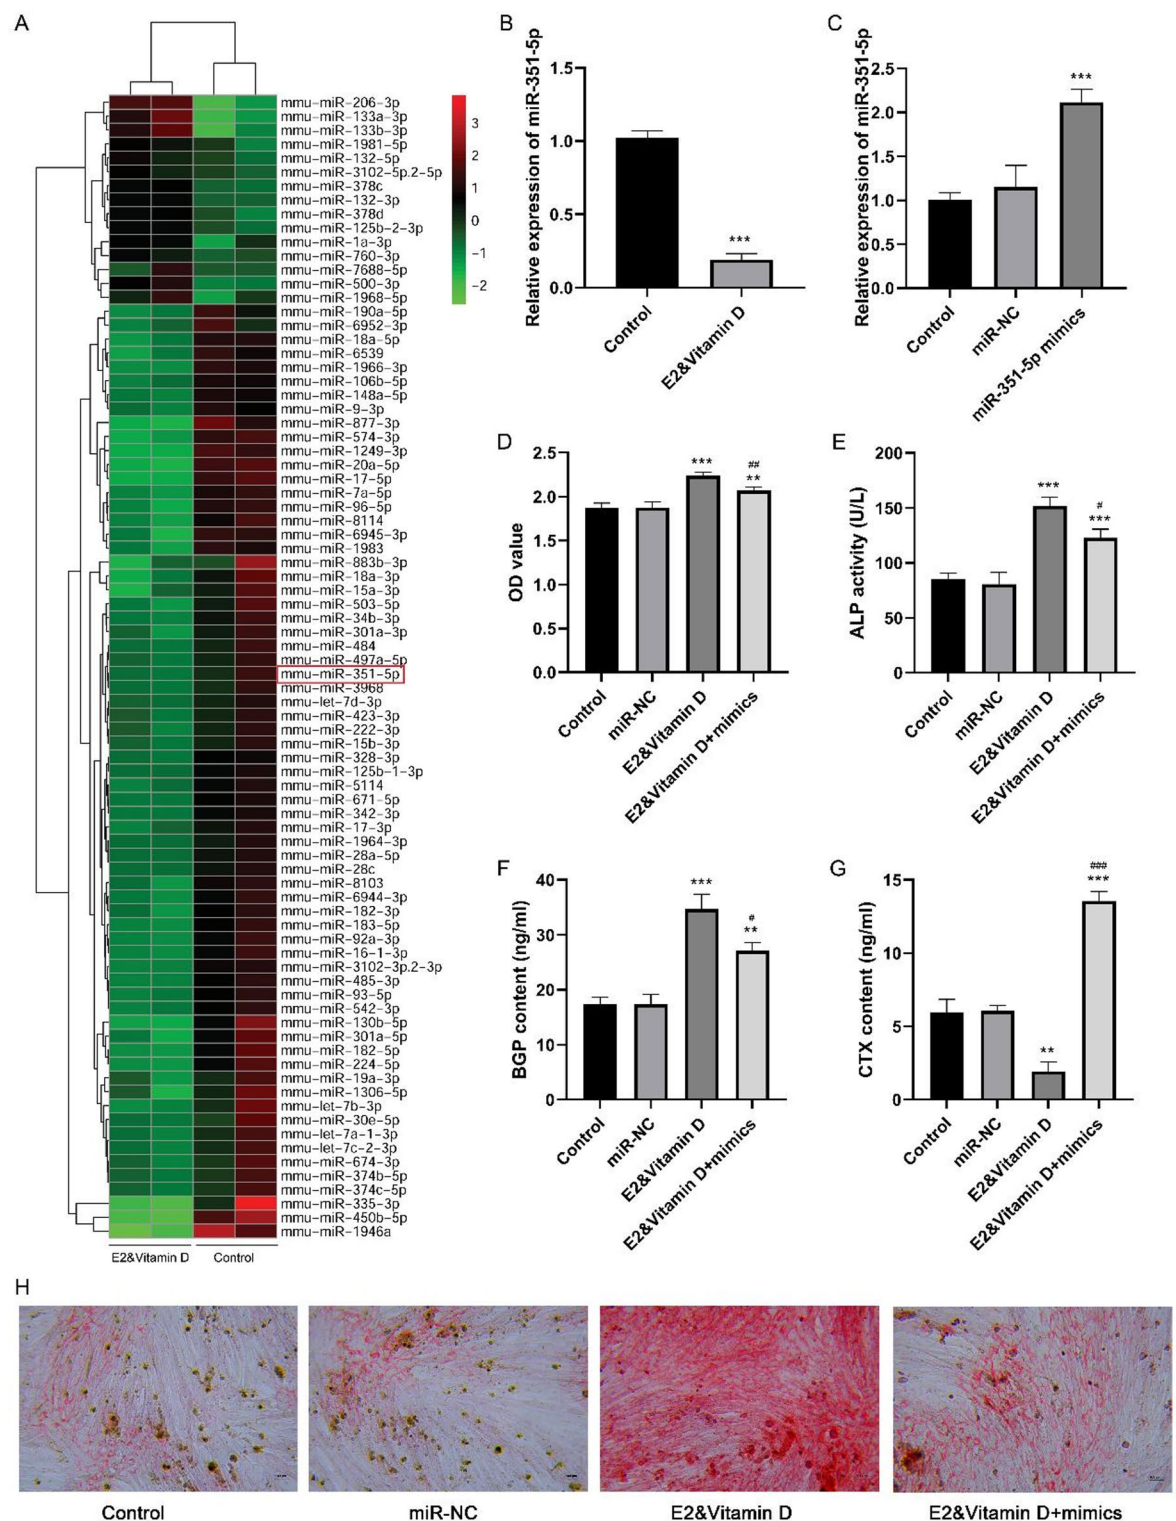 A
mmu-miR-206-3p
mmu-miR-133a-3p
mmu-miR-133b-3p
mmu-miR-1981-5p
mmu-miR-132-5p
mmu-miR-3102-5p.2-5p
mmu-miR-378c
mmu-miR-132-3p
mmu-miR-378d
mmu-miR-125b-2-3p
mmu-miR-1a-3p
mmu-miR-760-3p
mmu-miR-7688-5p
mmu-miR-500-3p
mmu-miR-1968-5p
mmu-miR-190a-5p
mmu-miR-6952-3p
mmu-miR-18a-5p
mmu-miR-6539
mmu-miR-1966-3p
mmu-miR-106b-5p
mmu-miR-148a-5p
mmu-miR-9-3p
mmu-miR-877-3p
mmu-miR-574-3p
mmu-miR-1249-3p
mmu-miR-20a-5p
mmu-miR-17-5p
mmu-miR-7a-5p
mmu-miR-96-5p
mmu-miR-8114
mmu-miR-6945-3p
mmu-miR-1983
mmu-miR-883b-3p
mmu-miR-18a-3p
mmu-miR-15a-3p
mmu-miR-503-5p
mmu-miR-34b-3p
mmu-miR-301a-3p
mmu-miR-484
mmu-miR-497a-5p
mmu-miR-351-5p
mmu-miR-3968
mmu-let-7d-3p
mmu-miR-423-3p
mmu-miR-222-3p
mmu-miR-15b-3p
mmu-miR-328-3p
mmu-miR-125b-1-3p
mmu-miR-5114
mmu-miR-671-5p
mmu-miR-342-3p
mmu-miR-17-3p
mmu-miR-1964-3p
mmu-miR-28a-5p
mmu-miR-28c
mmu-miR-8103
mmu-miR-6944-3p
mmu-miR-182-3p
mmu-miR-183-5p
mmu-miR-92a-3p
mmu-miR-16-1-3p
mmu-miR-3102-3p.2-3p
mmu-miR-485-3p
mmu-miR-93-5p
mmu-miR-542-3p
mmu-miR-130b-5p
mmu-miR-301a-5p
mmu-miR-182-5p
mmu-miR-224-5p
mmu-miR-19a-3p
mmu-miR-1306-5p
mmu-let-7b-3p
mmu-miR-30e-5p
mmu-let-7a-1-3p
mmu-let-7c-2-3p
mmu-miR-674-3p
mmu-miR-374b-5p
mmu-miR-374c-5p
mmu-miR-335-3p
mmu-miR-450b-5p
mmu-miR-1946a
3
2
1
0
-1
-2
E2&Vitamin D
Control
B
Relative expression of miR-351-5p
1.5
1.0
0.5
0.0
***
Control
E2&Vitamin D
C
Relative expression of miR-351-5p
2.5
2.0
1.5
1.0
0.5
0.0
***
Control
miR-NC
miR-351-5p mimics
D
OD value
2.5
2.0
1.5
1.0
0.5
0.0
***
##
**
Control
miR-NC
E2&Vitamin D
E2&Vitamin D+mimics
E
ALP activity (U/L)
200
150
100
50
0
***
#
***
Control
miR-NC
E2&Vitamin D
E2&Vitamin D+mimics
F
BGP content (ng/ml)
40
30
20
10
0
***
#
**
Control
miR-NC
E2&Vitamin D
E2&Vitamin D+mimics
G
CTX content (ng/ml)
15
10
5
0
**
###
***
Control
miR-NC
E2&Vitamin D
E2&Vitamin D+mimics
H
Control
miR-NC
E2&Vitamin D
E2&Vitamin D+mimics